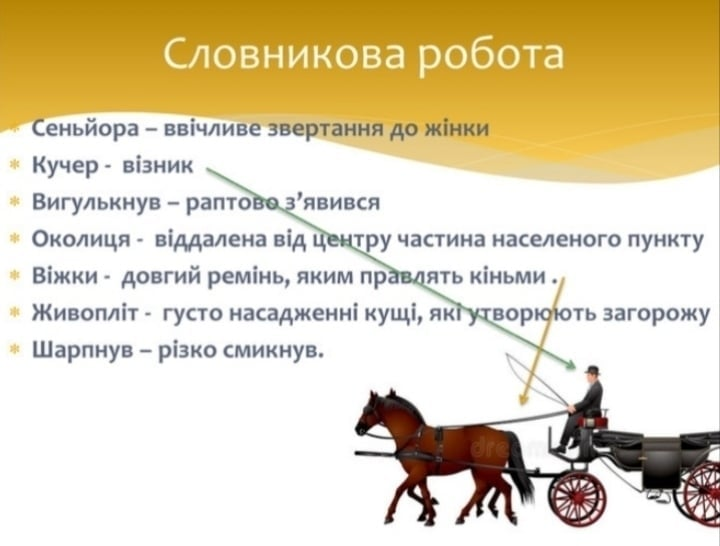 Словникова робота
Сеньйора – ввічливе звертання до жінки
Кучер - візник
Вигулькнув – раптово з’явився
Околиця - віддалена від центру частина населеного пункту
Віжки - довгий ремінь, яким правлять кіньми .
Живопліт - густо насадженні кущі, які утворюють загорожу
Шарпнув – різко смикнув.